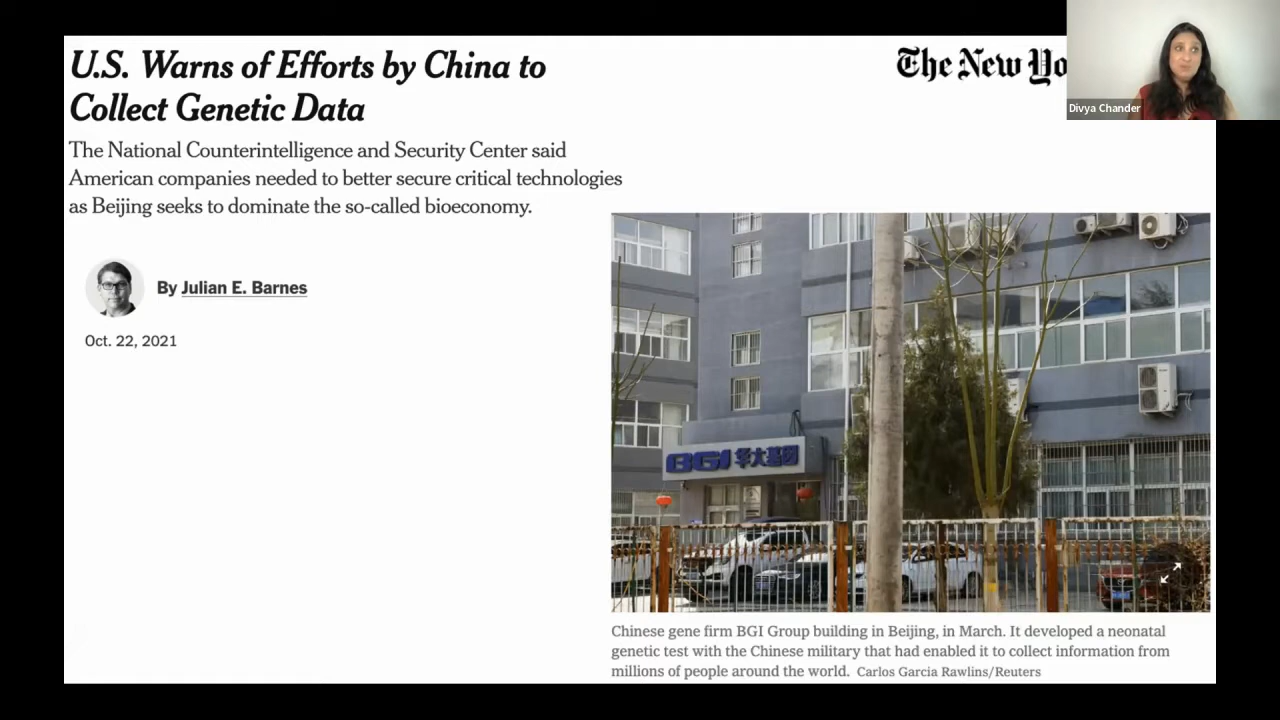 U.S. Warns of Efforts by China to
Collect Genetic Data
The New Yo
Divya Chander
The National Counterintelligence and Security Center said
American companies needed to better secure critical technologies
as Beijing seeks to dominate the so-called bioeconomy.
By Julian E. Barnes
Oct. 22, 2021
BGI 华大基因
Chinese gene firm BGI Group building in Beijing, in March. It developed a neonatal
genetic test with the Chinese military that had enabled it to collect information from
millions of people around the world. Carlos Garcia Rawlins/Reuters